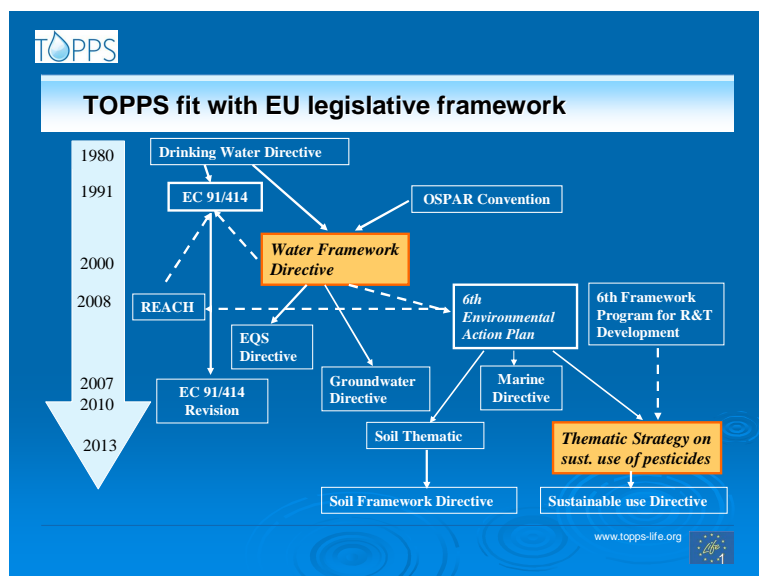 TOPPS
TOPPS fit with EU legislative framework
1980
Drinking Water Directive
1991
EC 91/414
OSPAR Convention
Water Framework
Directive
2000
2008
REACH
6th
Environmental
Action Plan
6th Framework
Program for R&T
Development
EQS
Directive
2007
2010
EC 91/414
Revision
Groundwater
Directive
Marine
Directive
2013
Soil Thematic
Thematic Strategy on
sust. use of pesticides
Soil Framework Directive
Sustainable use Directive
www.topps-life.org
Life
1